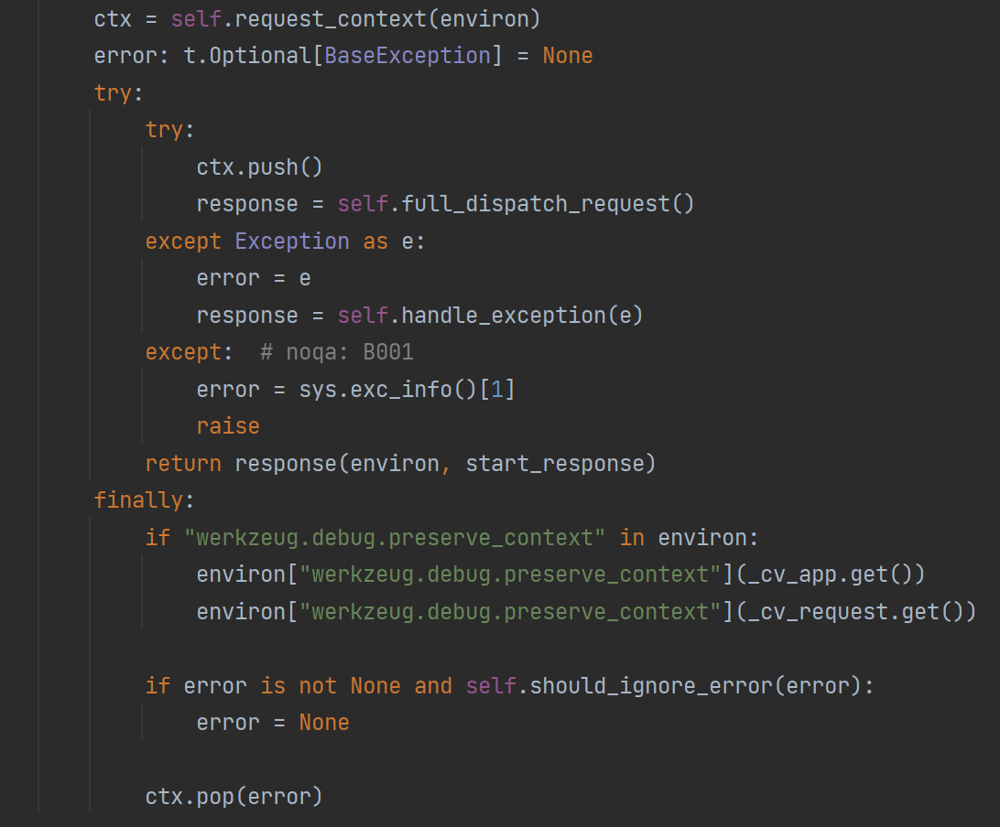 ctx = self.request_context(environ)
error: t.Optional[BaseException] = None
try:
    try:
        ctx.push()
        response = self.full_dispatch_request()
    except Exception as e:
        error = e
        response = self.handle_exception(e)
    except:  # noqa: B001
        error = sys.exc_info()[1]
        raise
    return response(environ, start_response)
finally:
    if "werkzeug.debug.preserve_context" in environ:
        environ["werkzeug.debug.preserve_context"](_cv_app.get())
        environ["werkzeug.debug.preserve_context"](_cv_request.get())

    if error is not None and self.should_ignore_error(error):
        error = None

    ctx.pop(error)